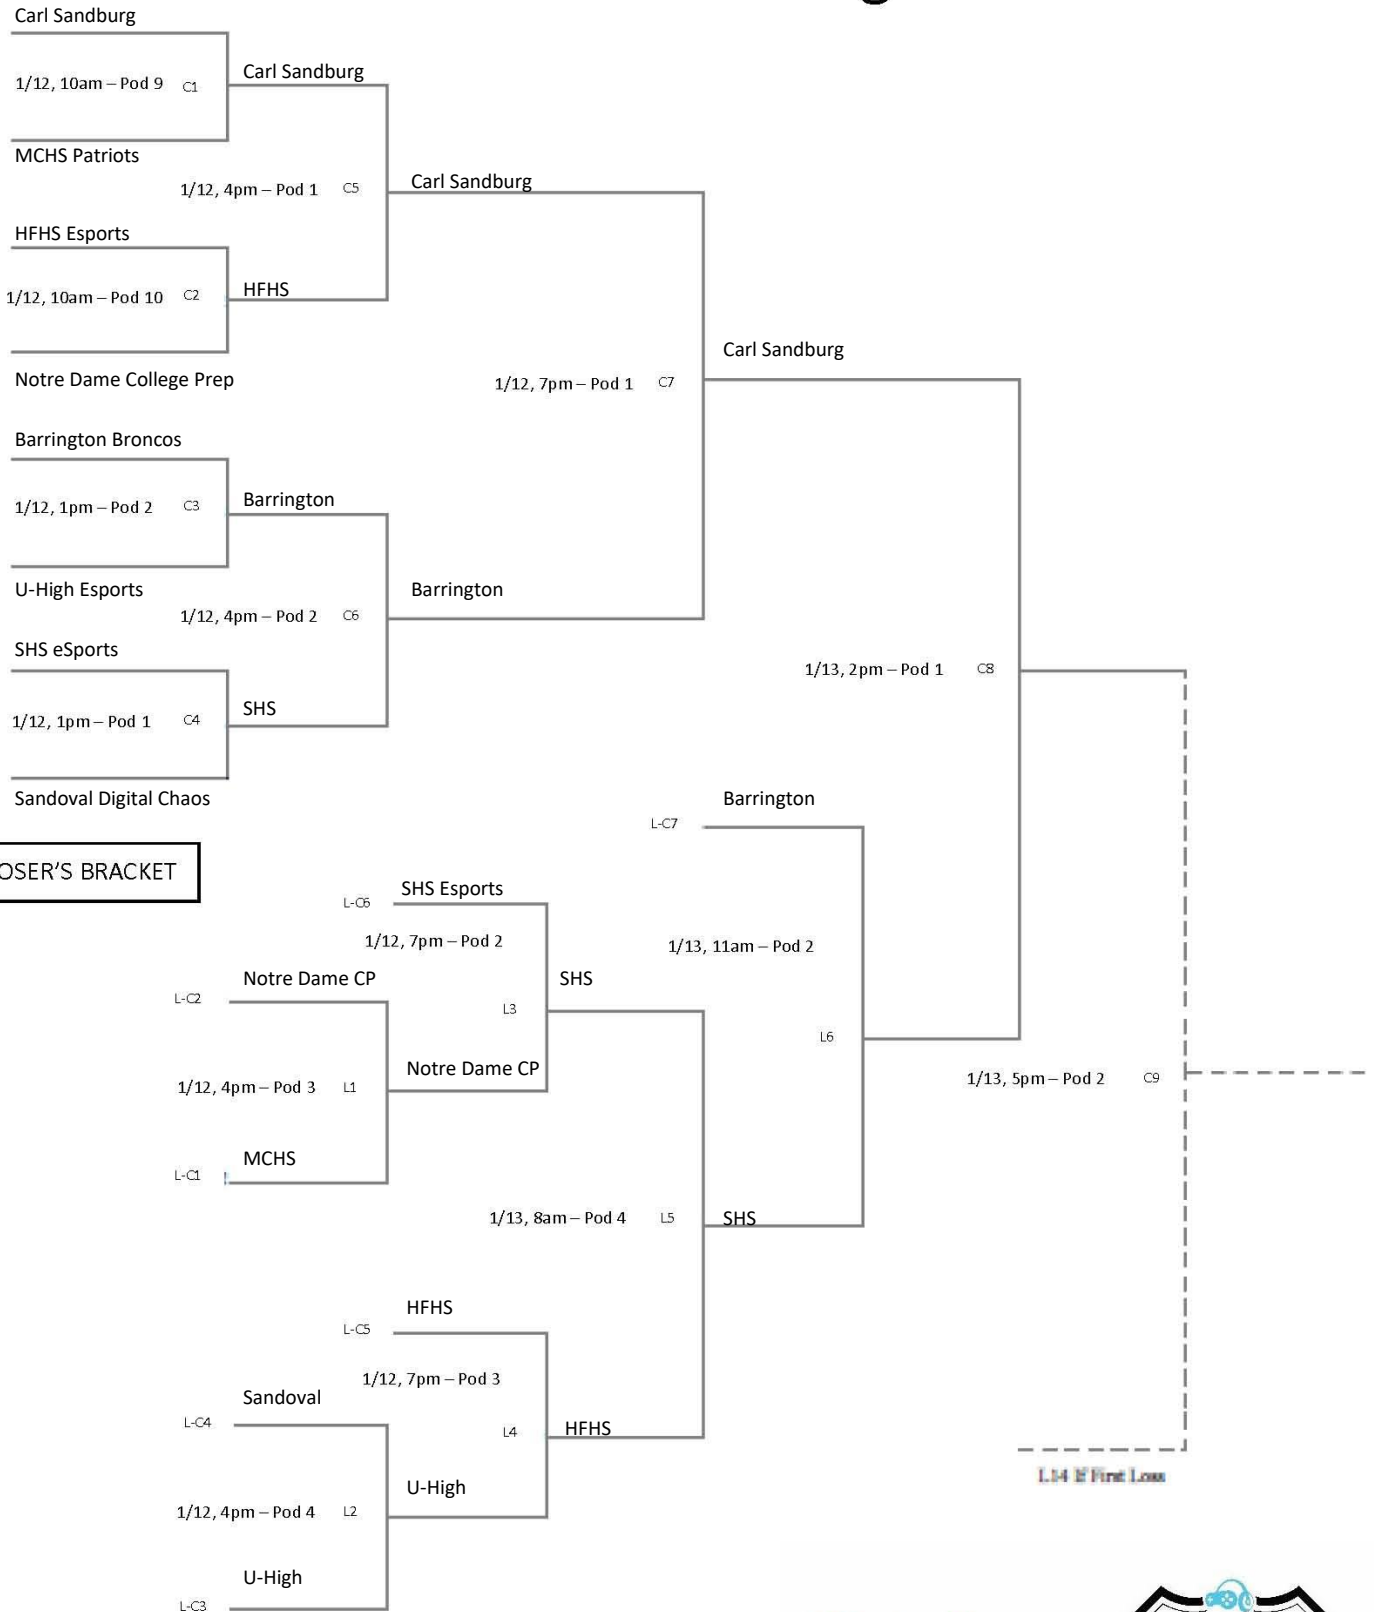 Carl Sandburg
1/12, 10am – Pod 9 C1
Carl Sandburg
MCHS Patriots
1/12, 4pm – Pod 1 C5
Carl Sandburg
HFHS Esports
1/12, 10am – Pod 10 C2
HFHS
Notre Dame College Prep
1/12, 7pm – Pod 1 C7
Carl Sandburg
Barrington Broncos
1/12, 1pm – Pod 2 C3
Barrington
U-High Esports
1/12, 4pm – Pod 2 C6
Barrington
SHS eSports
1/12, 1pm – Pod 1 C4
SHS
1/13, 2pm – Pod 1 C8
Sandoval Digital Chaos
OSER'S BRACKET
L-C7
Barrington
L-C6
SHS Esports
1/12, 7pm – Pod 2
1/13, 11am – Pod 2
L-C2
Notre Dame CP
L3
SHS
L6
Notre Dame CP
1/12, 4pm – Pod 3 L1
1/13, 5pm – Pod 2 C9
L-C1
MCHS
1/13, 8am – Pod 4 L5
SHS
L-C5
HFHS
1/12, 7pm – Pod 3
L-C4
Sandoval
L4
HFHS
L14 If First Loss
U-High
1/12, 4pm – Pod 4 L2
L-C3
U-High